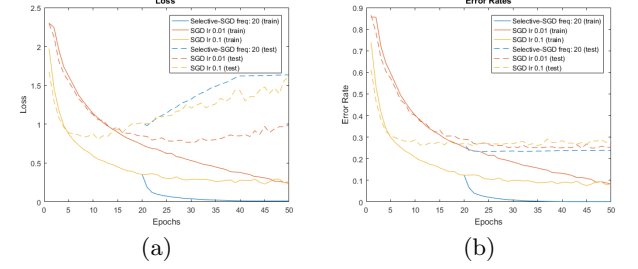 Loss
Error Rates
2.5
2
1.5
1
0.5
0
Loss
0 5 10 15 20 25 30 35 40 45 50
Epochs
Selective-SGD freq: 20 (train)
SGD lr 0.01 (train)
SGD lr 0.1 (train)
Selective-SGD freq: 20 (test)
SGD lr 0.01 (test)
SGD lr 0.1 (test)
(a)
0.9
0.8
0.7
0.6
0.5
0.4
0.3
0.2
0.1
0
Error Rate
0 5 10 15 20 25 30 35 40 45 50
Epochs
Selective-SGD freq: 20 (train)
SGD lr 0.01 (train)
SGD lr 0.1 (train)
Selective-SGD freq: 20 (test)
SGD lr 0.01 (test)
SGD lr 0.1 (test)
(b)